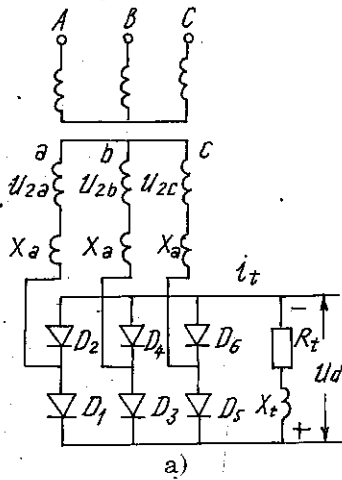 A B C
a b c
U2a U2b U2c
Xa Xa Xa
it
−
D2 D4 D6 Rt
Ud
D1 D3 D5 Xt
+
а)